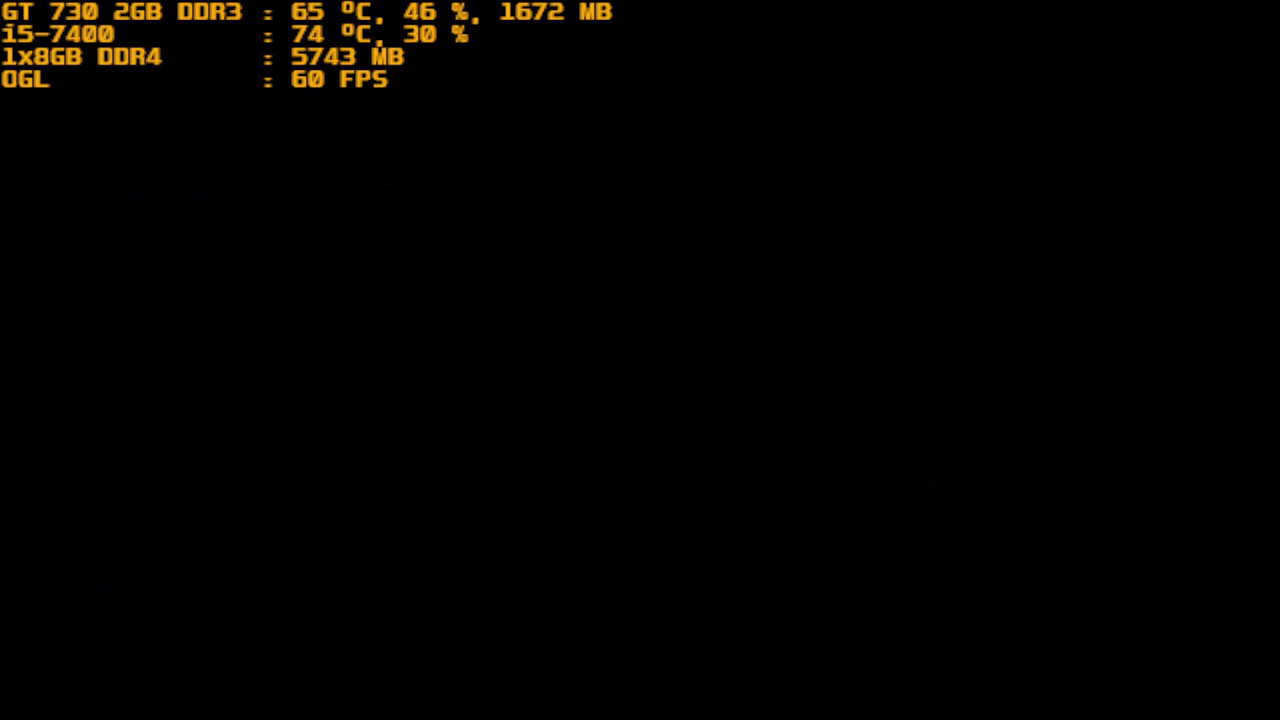 GT 730 2GB DDR3 : 65 ºC, 46 %, 1672 MB
i5-7400 : 74 ºC, 30 %
1x8GB DDR4 : 5743 MB
OGL : 60 FPS